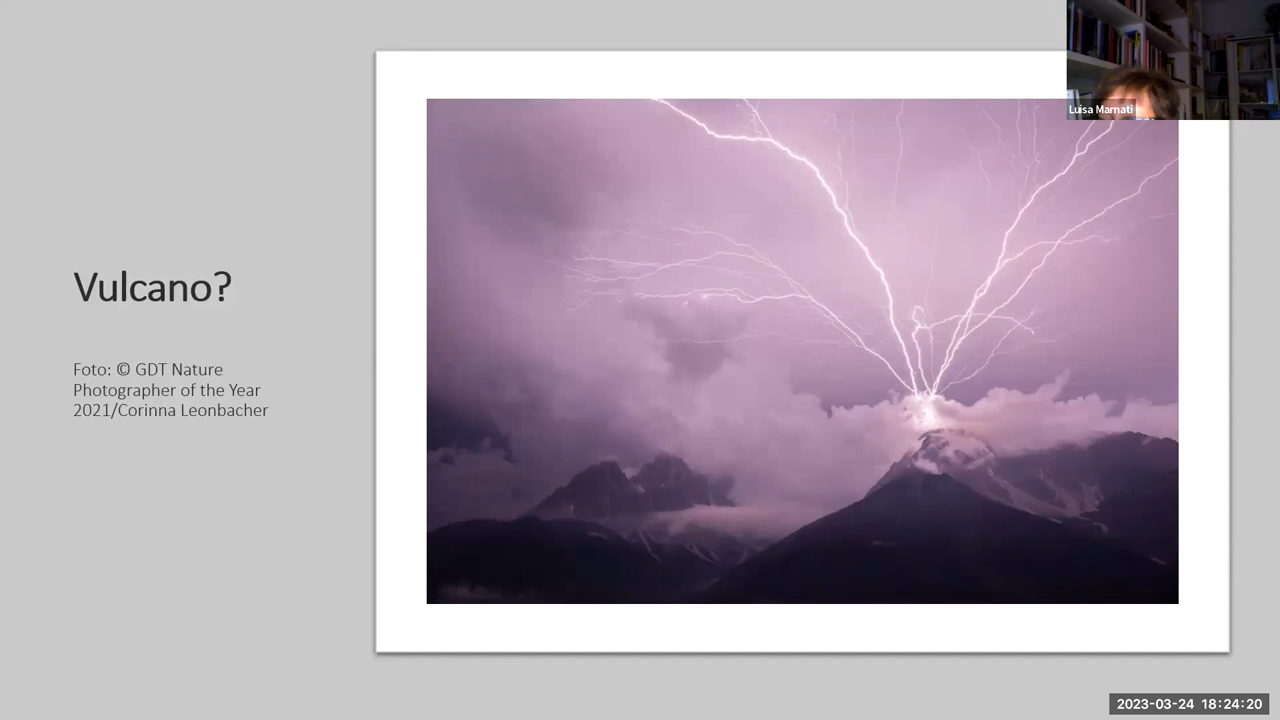 Luisa Marnati
Vulcano?
Foto: © GDT Nature
Photographer of the Year
2021/Corinna Leonbacher
2023-03-24 18:24:20